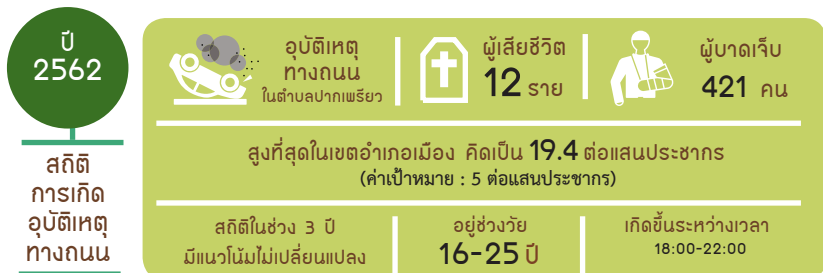 ปี
2562
สถิติ
การเกิด
อุบัติเหตุ
ทางถนน
อุบัติเหตุ
ทางถนน
ในตำบลปากเพรียว
ผู้เสียชีวิต
12 ราย
ผู้บาดเจ็บ
421 คน
สูงที่สุดในเขตอำเภอเมือง คิดเป็น 19.4 ต่อแสนประชากร
(ค่าเป้าหมาย : 5 ต่อแสนประชากร)
สถิติในช่วง 3 ปี
มีแนวโน้มไม่เปลี่ยนแปลง
อยู่ช่วงวัย
16-25 ปี
เกิดขึ้นระหว่างเวลา
18:00-22:00